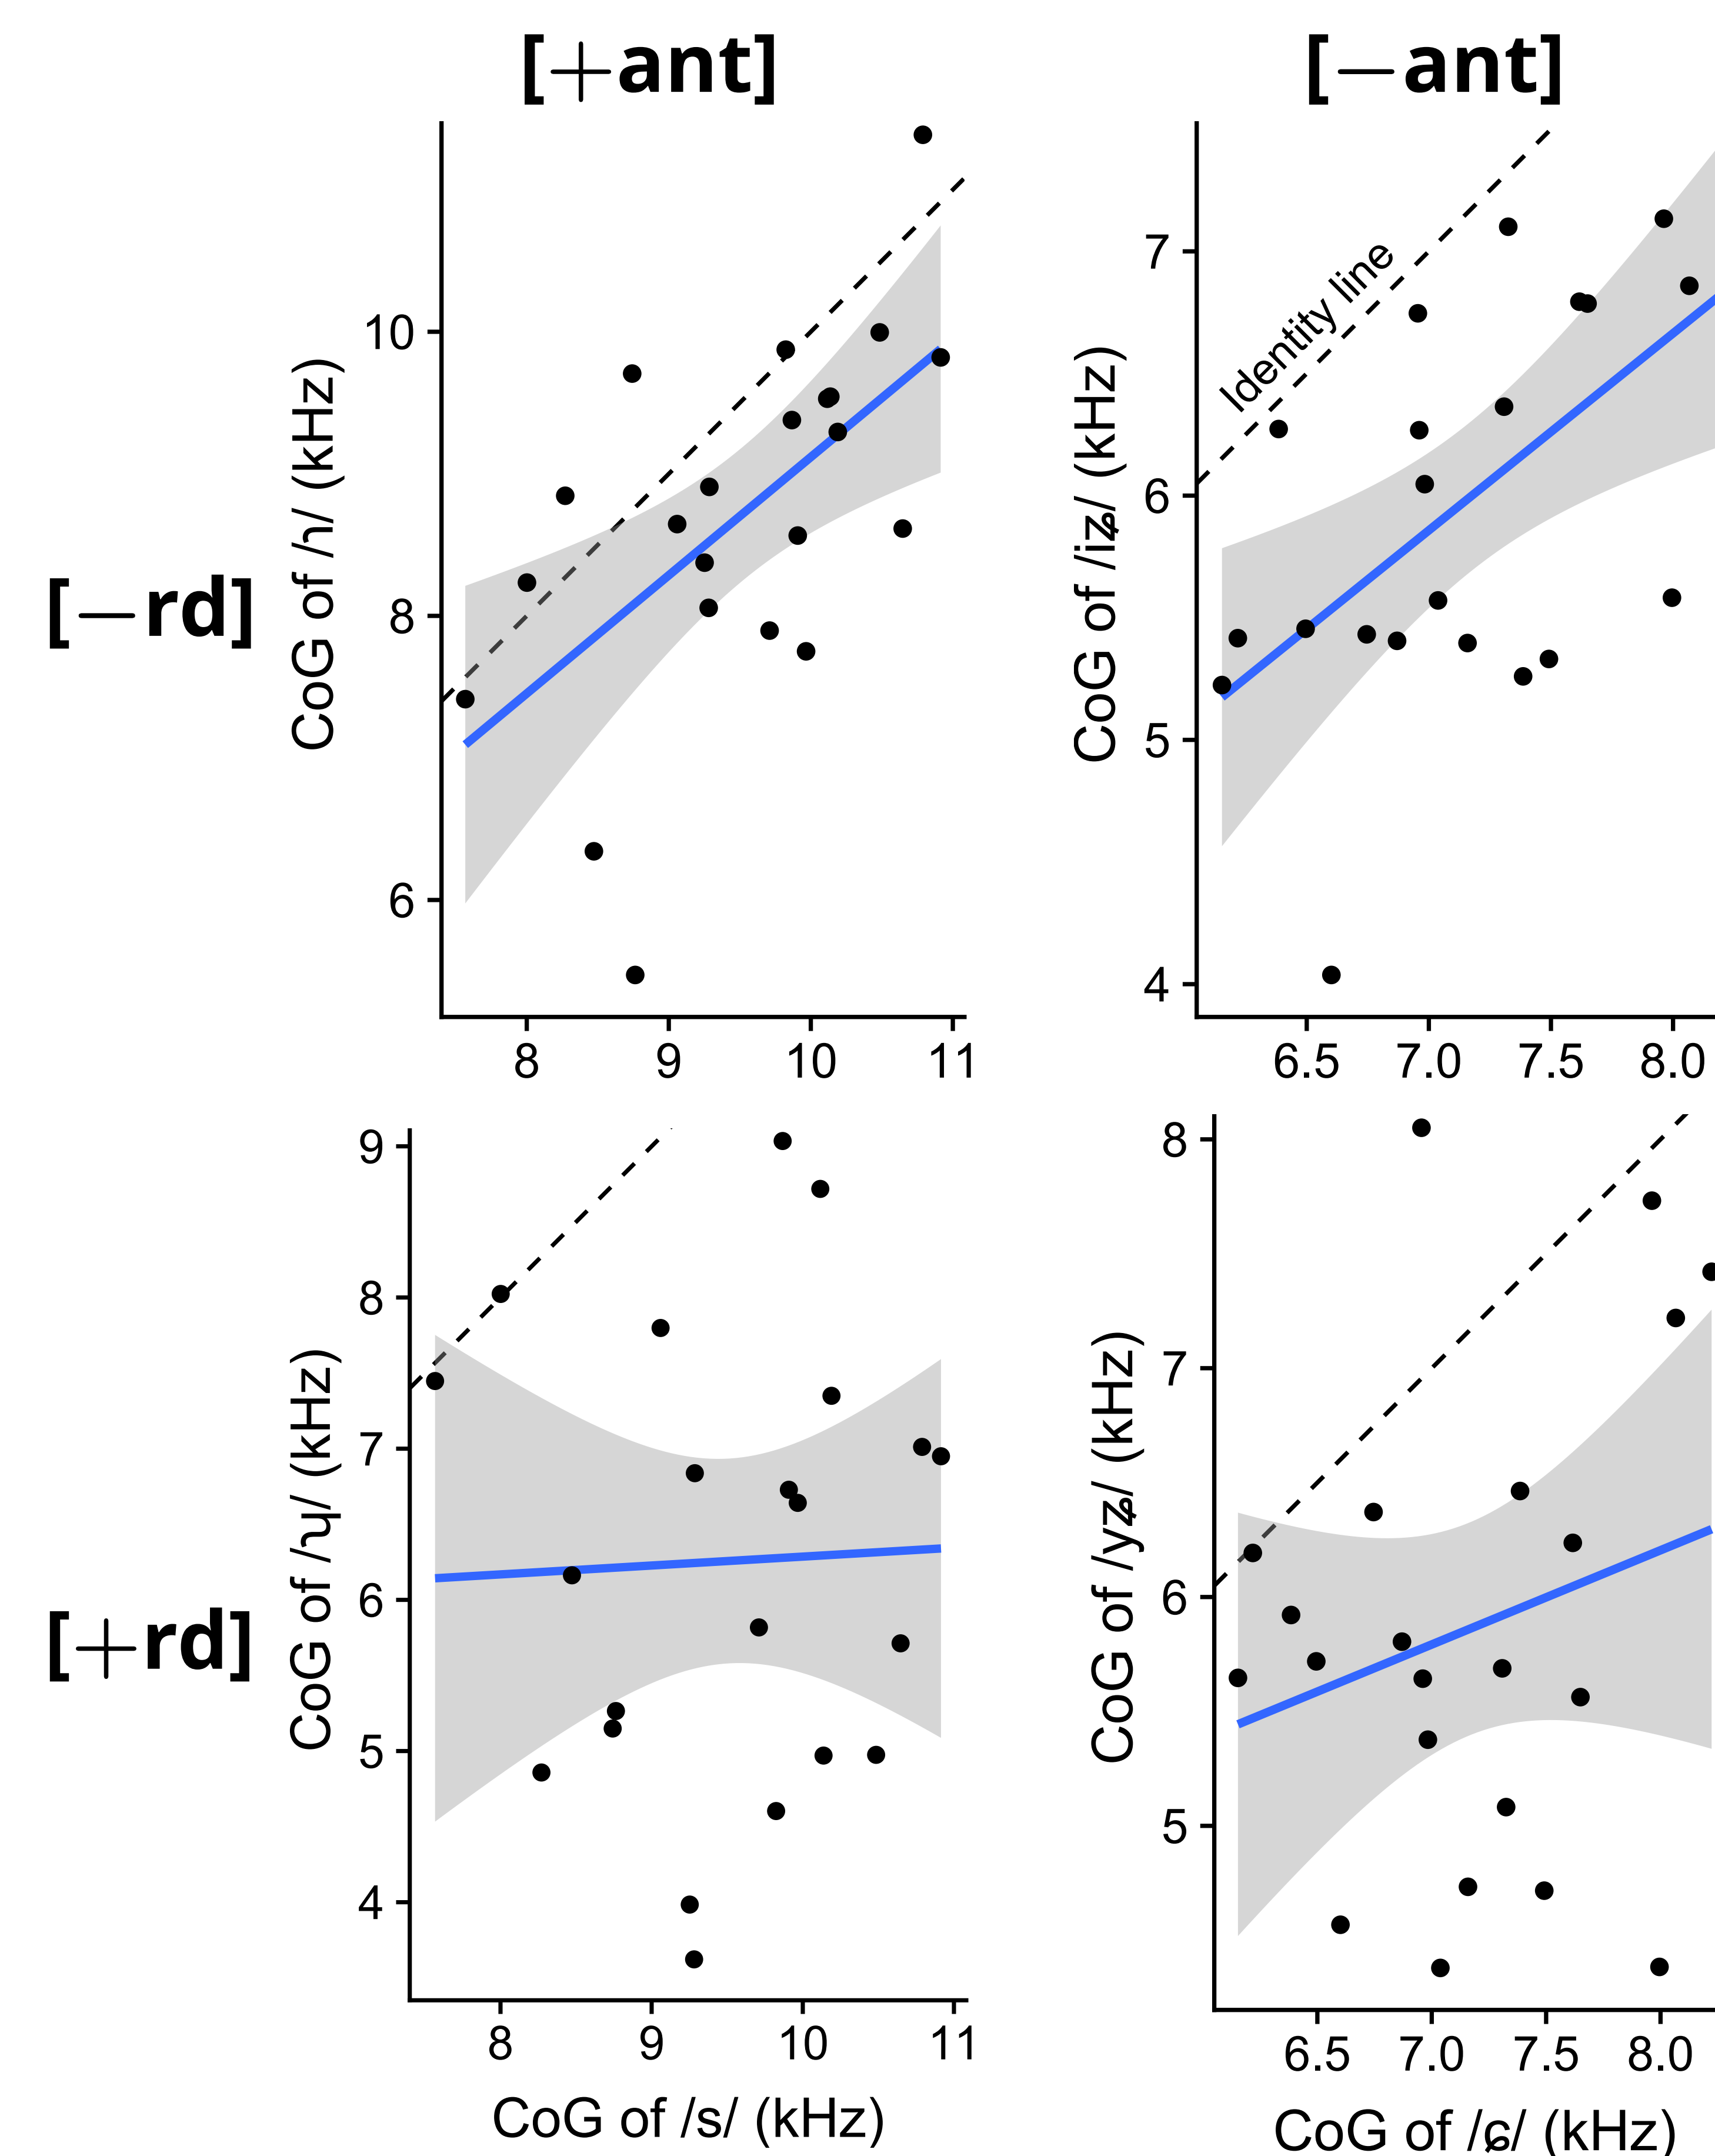 [+ant]
[−ant]
[−rd]
CoG of /ɿ/ (kHz)
10
8
6
8 9 10 11
CoG of /iʑ/ (kHz)
7
6
5
4
Identity line
6.5 7.0 7.5 8.0
[+rd]
CoG of /ʮ/ (kHz)
9
8
7
6
5
4
8 9 10 11
CoG of /s/ (kHz)
CoG of /yʑ/ (kHz)
8
7
6
5
6.5 7.0 7.5 8.0
CoG of /ɕ/ (kHz)